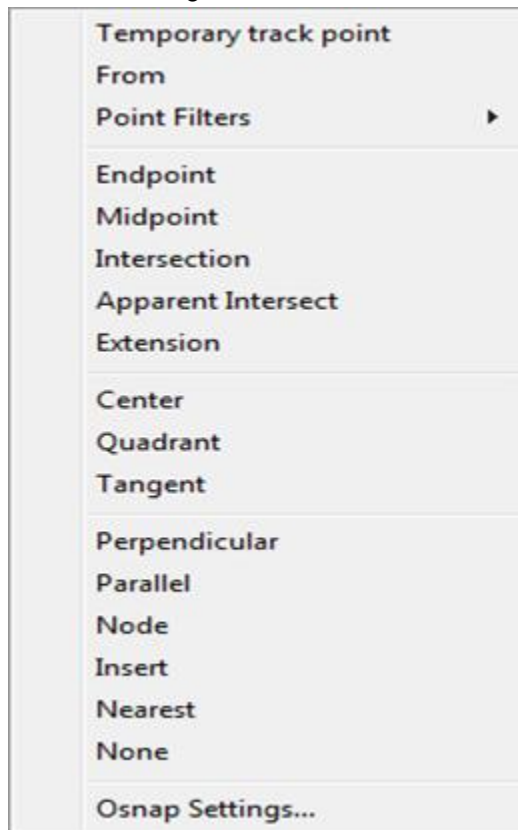 Temporary track point
From
Point Filters
Endpoint
Midpoint
Intersection
Apparent Intersect
Extension
Center
Quadrant
Tangent
Perpendicular
Parallel
Node
Insert
Nearest
None
Osnap Settings...